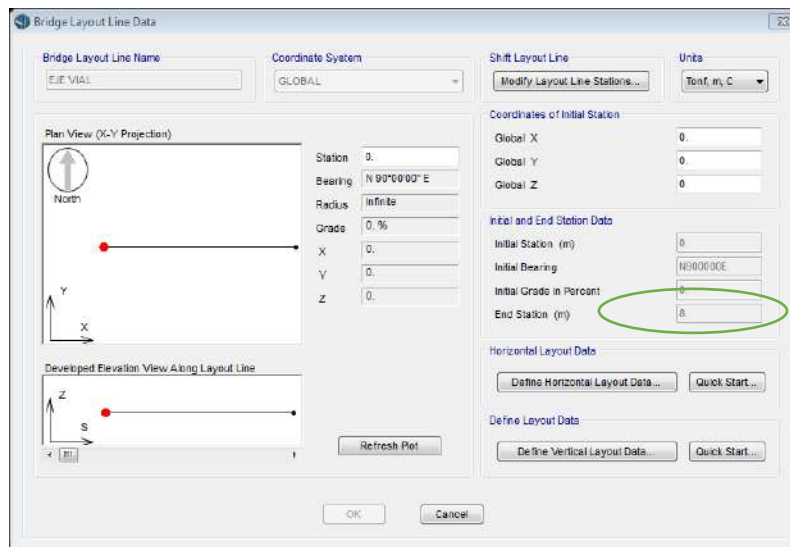 Bridge Layout Line Data
Bridge Layout Line Name
EJE VIAL
Coordinate System
GLOBAL
Shift Layout Line
Modify Layout Line Stations...
Units
Tonf, m, C
Plan View (X-Y Projection)
North
Y
X
Station 0.
Bearing N 90°00'00" E
Radius Infinite
Grade 0. %
X 0.
Y 0.
Z 0.
Coordinates of Initial Station
Global X 0.
Global Y 0.
Global Z 0.
Initial and End Station Data
Initial Station (m) 0.
Initial Bearing N900000E
Initial Grade in Percent 0.
End Station (m) 8.
Developed Elevation View Along Layout Line
Z
S
Refresh Plot
Horizontal Layout Data
Define Horizontal Layout Data...
Quick Start...
Define Layout Data
Define Vertical Layout Data...
Quick Start...
OK
Cancel